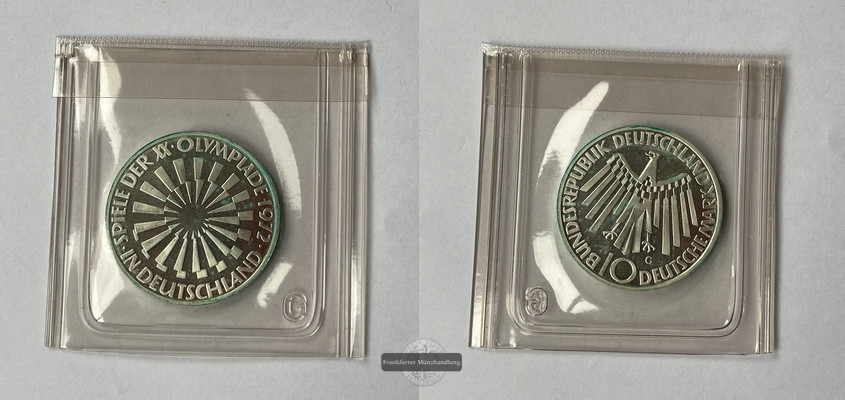 SPIELE DER XX · OLYMPIADE · 1972 · IN DEUTSCHLAND ·
BUNDESREPUBLIK DEUTSCHLAND
10 DEUTSCHE MARK
G
Frankfurter Münzhandlung